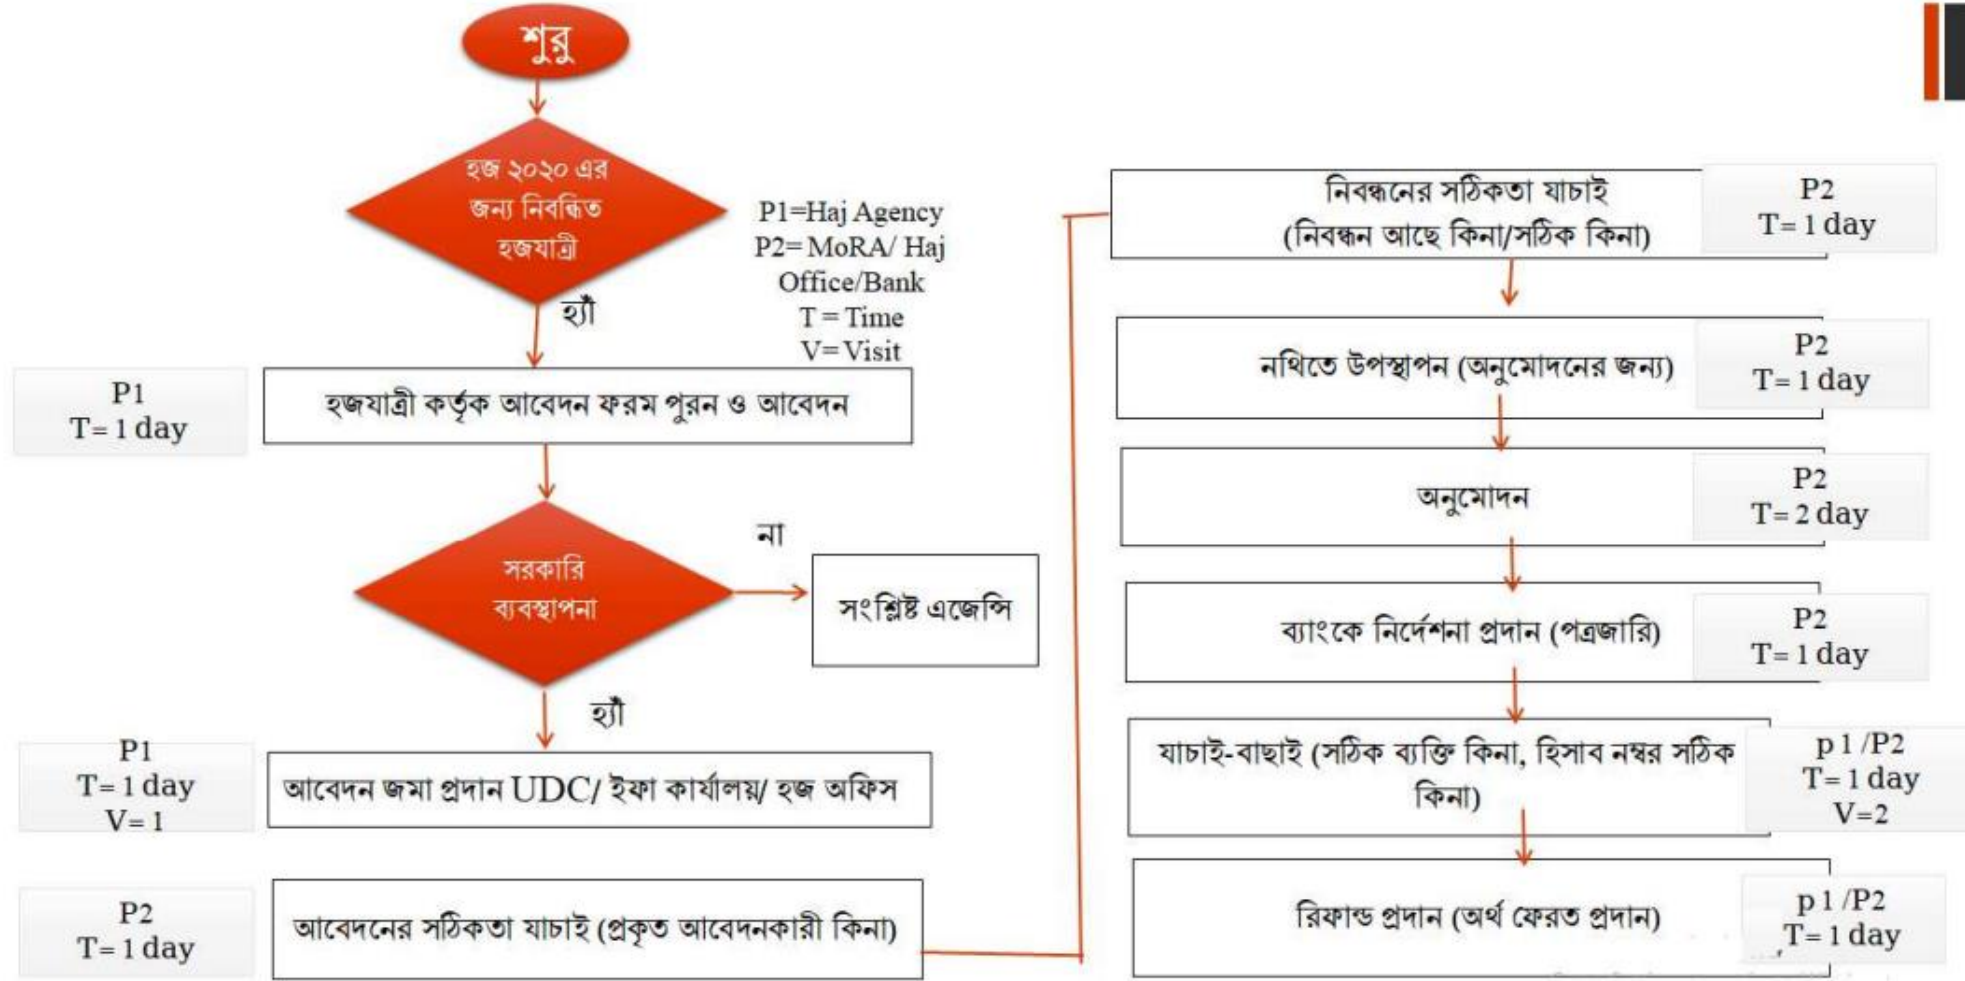 শুরু
হজ ২০২০ এর
জন্য নিবন্ধিত
হজযাত্রী
P1=Haj Agency
P2= MoRA/ Haj
Office/Bank
T = Time
V= Visit
হ্যাঁ
P1
T= 1 day
হজযাত্রী কর্তৃক আবেদন ফরম পুরন ও আবেদন
সরকারি
ব্যবস্থাপনা
না
সংশ্লিষ্ট এজেন্সি
হ্যাঁ
P1
T= 1 day
V= 1
আবেদন জমা প্রদান UDC/ ইফা কার্যালয়/ হজ অফিস
P2
T= 1 day
আবেদনের সঠিকতা যাচাই (প্রকৃত আবেদনকারী কিনা)
নিবন্ধনের সঠিকতা যাচাই
(নিবন্ধন আছে কিনা/সঠিক কিনা)
P2
T= 1 day
নথিতে উপস্থাপন (অনুমোদনের জন্য)
P2
T= 1 day
অনুমোদন
P2
T= 2 day
ব্যাংকে নির্দেশনা প্রদান (পত্রজারি)
P2
T= 1 day
যাচাই-বাছাই (সঠিক ব্যক্তি কিনা, হিসাব নম্বর সঠিক
কিনা)
p 1 /P2
T= 1 day
V=2
রিফান্ড প্রদান (অর্থ ফেরত প্রদান)
p 1 /P2
T= 1 day